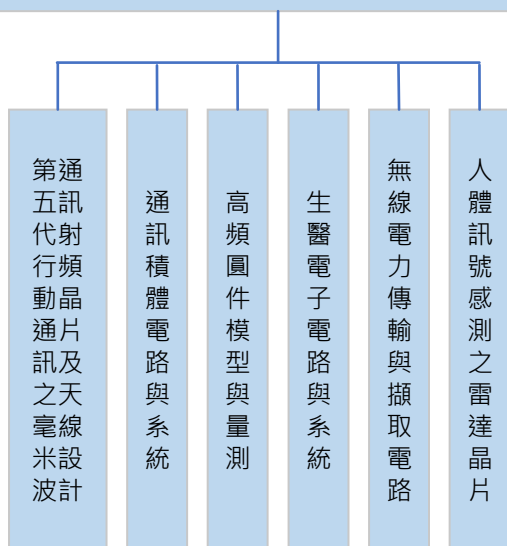 第五代行動通訊之毫米波
通訊射頻晶片及天線設計
通訊積體電路與系統
高頻圓件模型與量測
生醫電子電路與系統
無線電力傳輸與擷取電路
人體訊號感測之雷達晶片